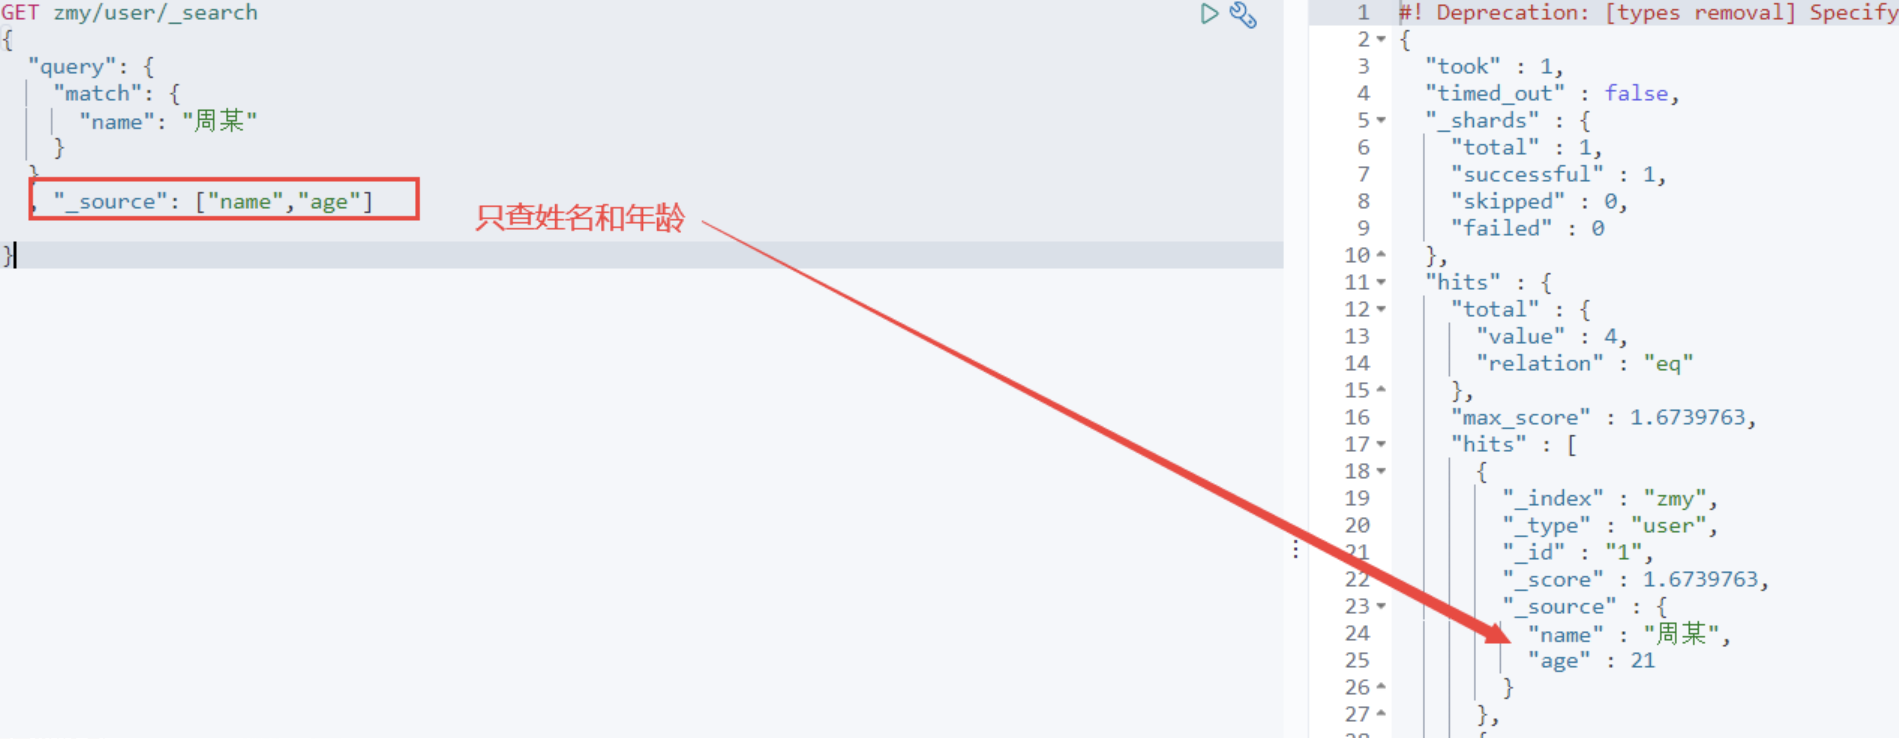 GET zmy/user/_search
{
"query": {
"match": {
"name": "周某"
}
}
, "_source": ["name","age"]
}
只查姓名和年龄
1 #! Deprecation: [types removal] Specify
2 {
3 "took" : 1,
4 "timed_out" : false,
5 "_shards" : {
6 "total" : 1,
7 "successful" : 1,
8 "skipped" : 0,
9 "failed" : 0
10 },
11 "hits" : {
12 "total" : {
13 "value" : 4,
14 "relation" : "eq"
15 },
16 "max_score" : 1.6739763,
17 "hits" : [
18 {
19 "_index" : "zmy",
20 "_type" : "user",
21 "_id" : "1",
22 "_score" : 1.6739763,
23 "_source" : {
24 "name" : "周某",
25 "age" : 21
26 }
27 },